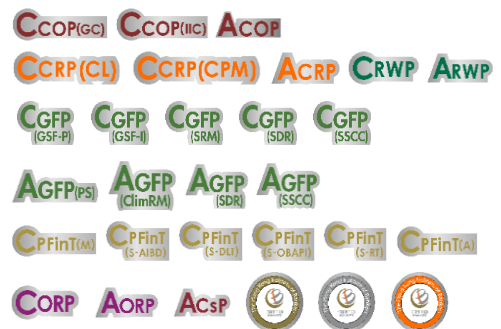 CCOP(GC) CCOP(IIC) ACOP
CCRP(CL) CCRP(CPM) ACRP CRWP ARWP
CGFP (GSF-P) CGFP (GSF-I) CGFP (SRM) CGFP (SDR) CGFP (SSCC)
AGFP(PS) AGFP (ClimRM) AGFP (SDR) AGFP (SSCC)
CPFinT(M) CPFinT (S-AIBD) CPFinT (S-DLT) CPFinT (S-OBAPI) CPFinT (S-RT) CPFinT(A)
CORP AORP ACsP